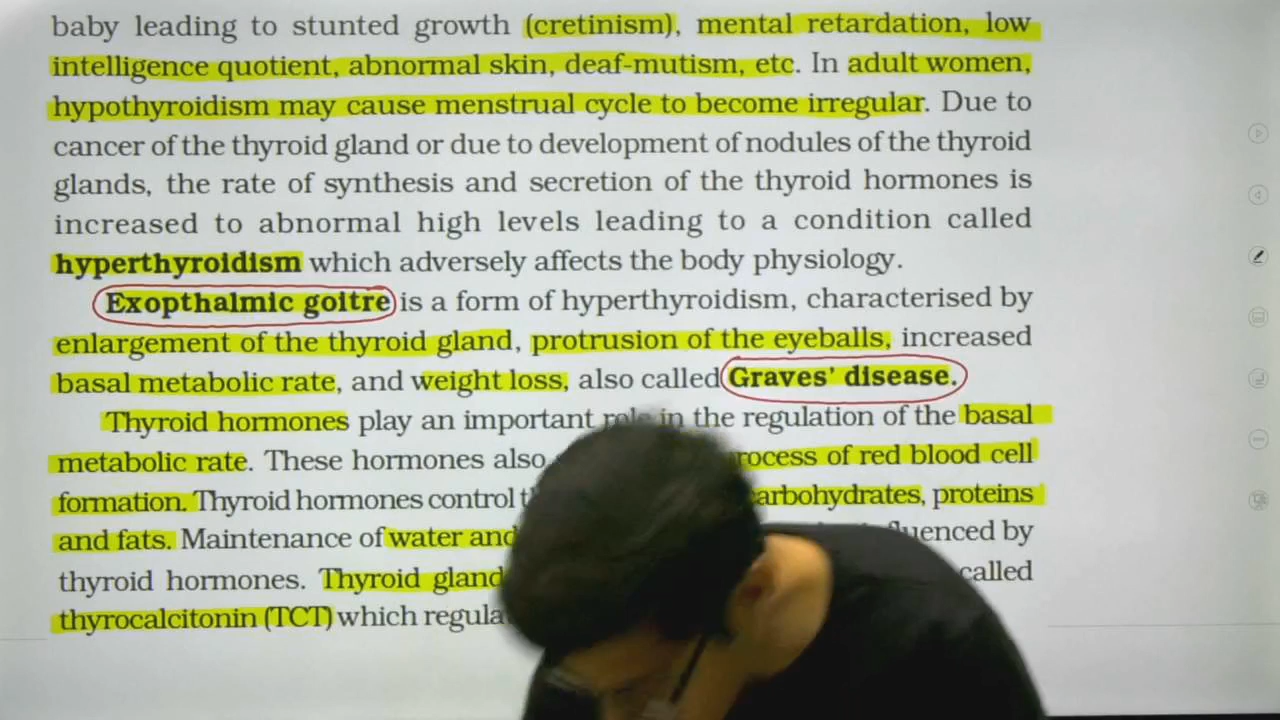 baby leading to stunted growth (cretinism), mental retardation, low
intelligence quotient, abnormal skin, deaf-mutism, etc. In adult women,
hypothyroidism may cause menstrual cycle to become irregular. Due to
cancer of the thyroid gland or due to development of nodules of the thyroid
glands, the rate of synthesis and secretion of the thyroid hormones is
increased to abnormal high levels leading to a condition called
hyperthyroidism which adversely affects the body physiology.
Exopthalmic goitre is a form of hyperthyroidism, characterised by
enlargement of the thyroid gland, protrusion of the eyeballs, increased
basal metabolic rate, and weight loss, also called Graves' disease.
Thyroid hormones play an important role in the regulation of the basal
metabolic rate. These hormones also rocess of red blood cell
formation. Thyroid hormones control t arbohydrates, proteins
and fats. Maintenance of water and uenced by
thyroid hormones. Thyroid gland called
thyrocalcitonin (TCT) which regula